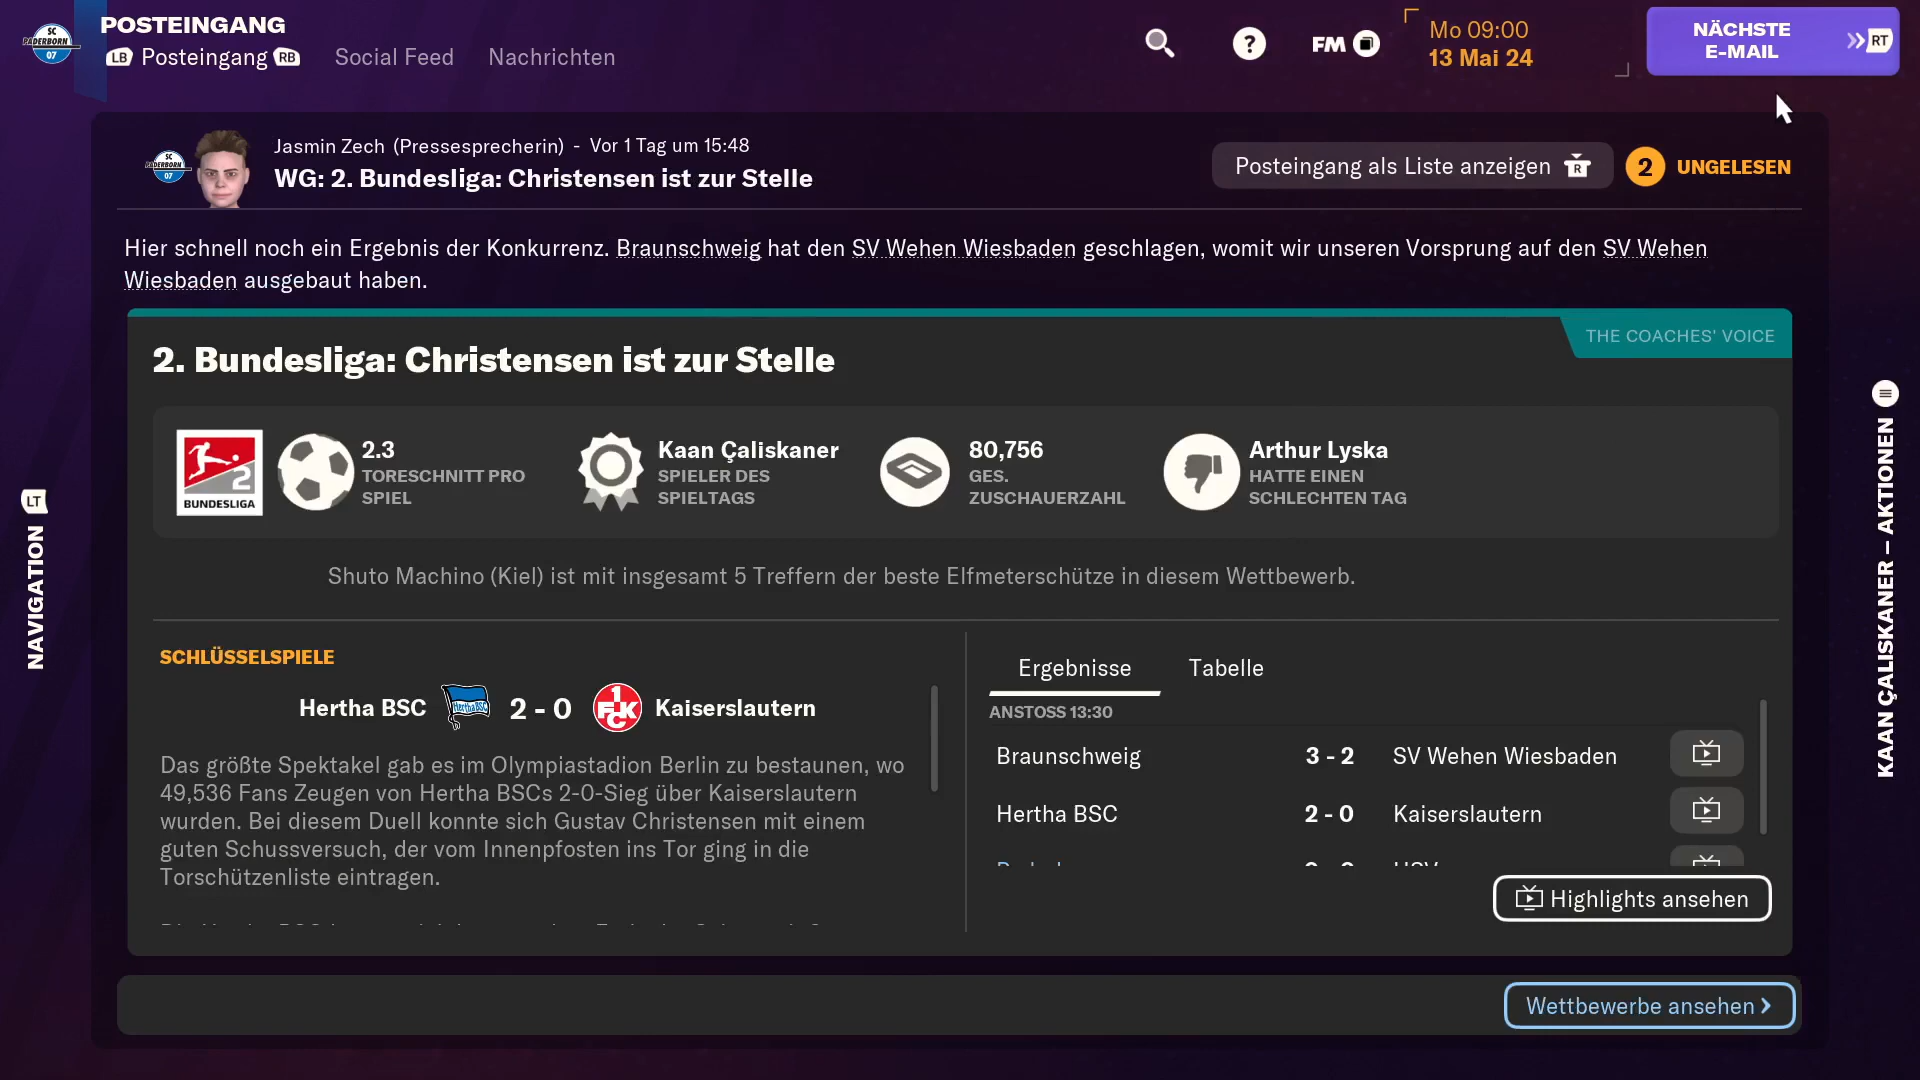 POSTEINGANG
LB Posteingang RB Social Feed Nachrichten
FM
Mo 09:00
13 Mai 24
NÄCHSTE
E-MAIL
RT
SC
PADERBORN
07
Jasmin Zech (Pressesprecherin) - Vor 1 Tag um 15:48
WG: 2. Bundesliga: Christensen ist zur Stelle
Posteingang als Liste anzeigen R
2 UNGELESEN
Hier schnell noch ein Ergebnis der Konkurrenz. Braunschweig hat den SV Wehen Wiesbaden geschlagen, womit wir unseren Vorsprung auf den SV Wehen
Wiesbaden ausgebaut haben.
THE COACHES' VOICE
2. Bundesliga: Christensen ist zur Stelle
2
BUNDESLIGA
2.3
TORESCHNITT PRO
SPIEL
Kaan Çaliskaner
SPIELER DES
SPIELTAGS
80,756
GES.
ZUSCHAUERZAHL
Arthur Lyska
HATTE EINEN
SCHLECHTEN TAG
Shuto Machino (Kiel) ist mit insgesamt 5 Treffern der beste Elfmeterschütze in diesem Wettbewerb.
SCHLÜSSELSPIELE
Hertha BSC 2 - 0 Kaiserslautern
Das größte Spektakel gab es im Olympiastadion Berlin zu bestaunen, wo
49,536 Fans Zeugen von Hertha BSCs 2-0-Sieg über Kaiserslautern
wurden. Bei diesem Duell konnte sich Gustav Christensen mit einem
guten Schussversuch, der vom Innenpfosten ins Tor ging in die
Torschützenliste eintragen.
Ergebnisse Tabelle
ANSTOSS 13:30
Braunschweig 3 - 2 SV Wehen Wiesbaden
Hertha BSC 2 - 0 Kaiserslautern
Highlights ansehen
Wettbewerbe ansehen
LT
NAVIGATION
KAAN ÇALISKANER – AKTIONEN